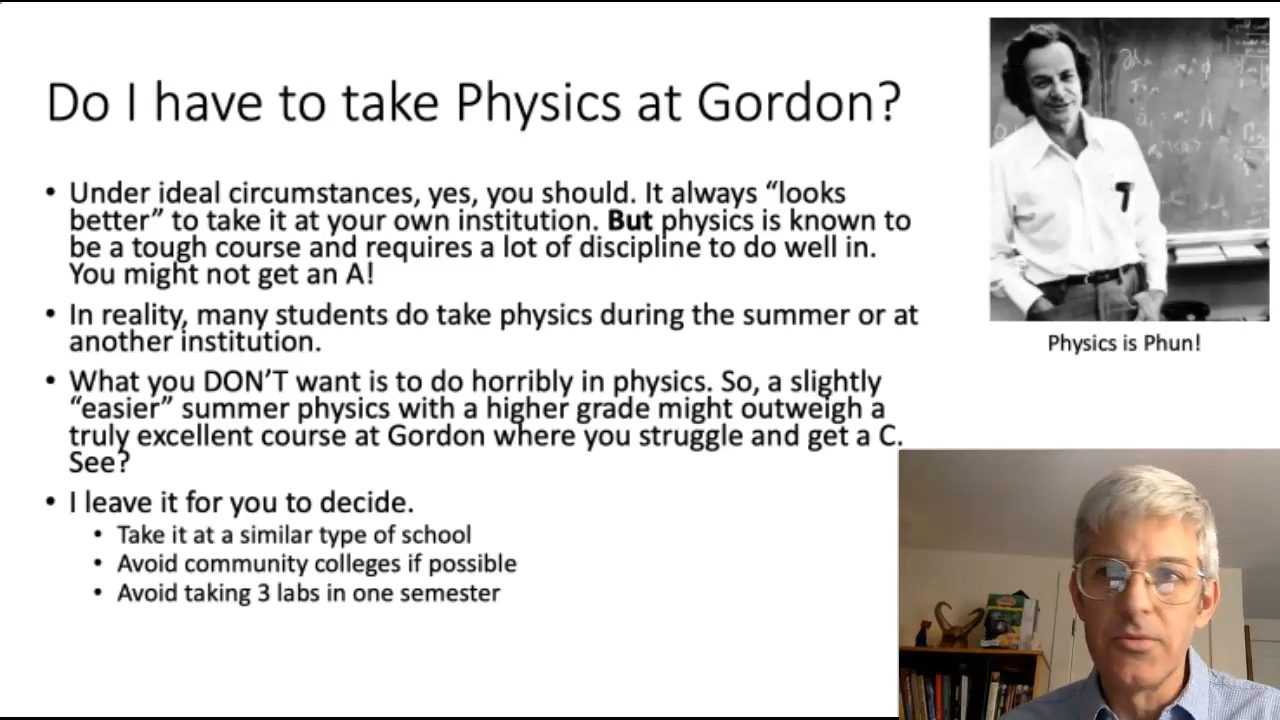 Do I have to take Physics at Gordon?
• Under ideal circumstances, yes, you should. It always “looks
better” to take it at your own institution. But physics is known to
be a tough course and requires a lot of discipline to do well in.
You might not get an A!
• In reality, many students do take physics during the summer or at
another institution.
• What you DON’T want is to do horribly in physics. So, a slightly
“easier” summer physics with a higher grade might outweigh a
truly excellent course at Gordon where you struggle and get a C.
See?
• I leave it for you to decide.
• Take it at a similar type of school
• Avoid community colleges if possible
• Avoid taking 3 labs in one semester
Physics is Phun!